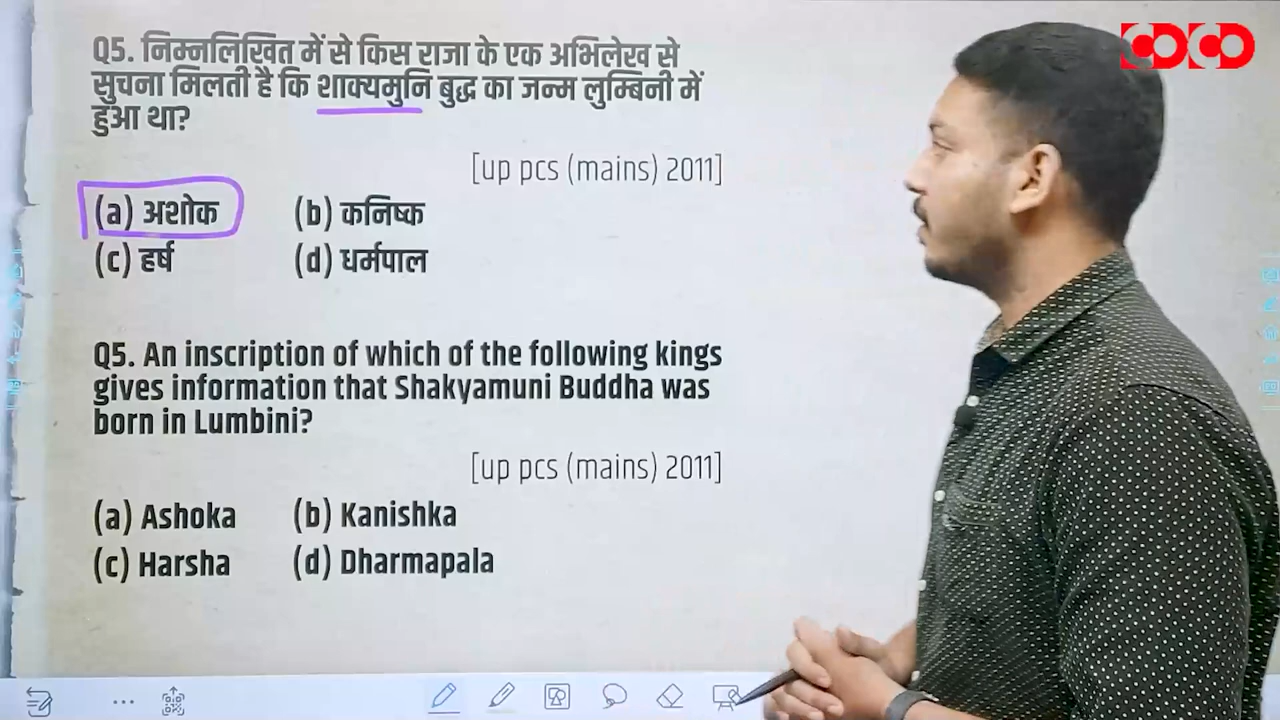 Q5. निम्नलिखित में से किस राजा के एक अभिलेख से
सुचना मिलती है कि शाक्यमुनि बुद्ध का जन्म लुम्बिनी में
हुआ था?
[up pcs (mains) 2011]
(a) अशोक (b) कनिष्क
(c) हर्ष (d) धर्मपाल
Q5. An inscription of which of the following kings
gives information that Shakyamuni Buddha was
born in Lumbini?
[up pcs (mains) 2011]
(a) Ashoka (b) Kanishka
(c) Harsha (d) Dharmapala